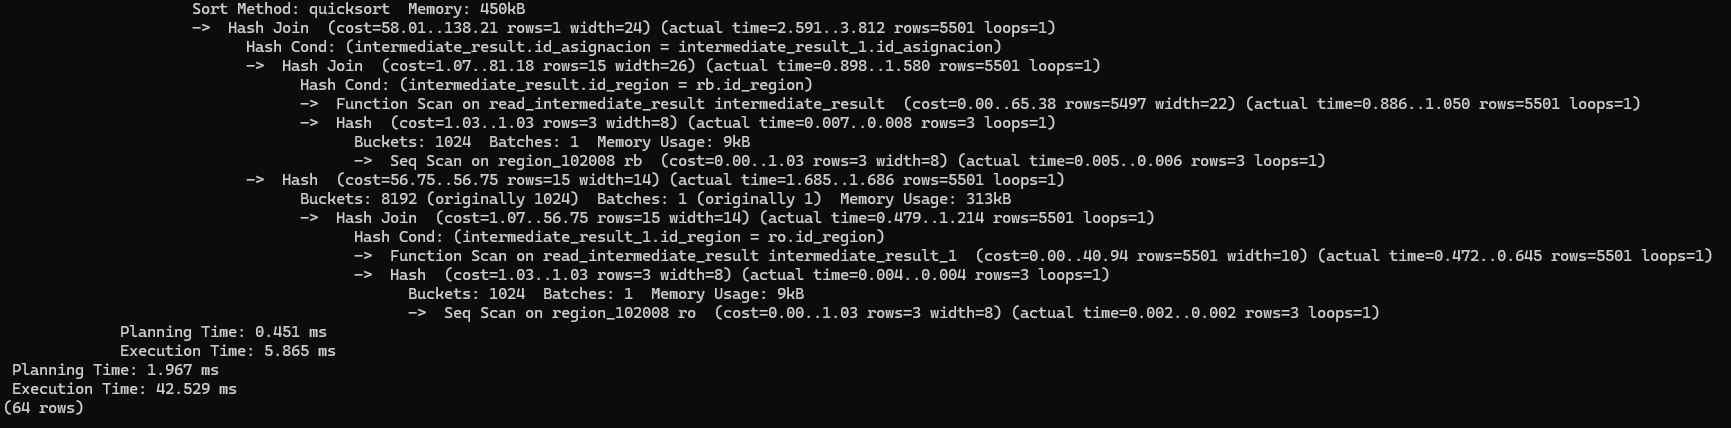 Sort Method: quicksort  Memory: 450kB
->  Hash Join  (cost=58.01..138.21 rows=1 width=24) (actual time=2.591..3.812 rows=5501 loops=1)
Hash Cond: (intermediate_result.id_asignacion = intermediate_result_1.id_asignacion)
->  Hash Join  (cost=1.07..81.18 rows=15 width=26) (actual time=0.898..1.580 rows=5501 loops=1)
Hash Cond: (intermediate_result.id_region = rb.id_region)
->  Function Scan on read_intermediate_result intermediate_result  (cost=0.00..65.38 rows=5497 width=22) (actual time=0.886..1.050 rows=5501 loops=1)
->  Hash  (cost=1.03..1.03 rows=3 width=8) (actual time=0.007..0.008 rows=3 loops=1)
Buckets: 1024  Batches: 1  Memory Usage: 9kB
->  Seq Scan on region_102008 rb  (cost=0.00..1.03 rows=3 width=8) (actual time=0.005..0.006 rows=3 loops=1)
->  Hash  (cost=56.75..56.75 rows=15 width=14) (actual time=1.685..1.686 rows=5501 loops=1)
Buckets: 8192 (originally 1024)  Batches: 1 (originally 1)  Memory Usage: 313kB
->  Hash Join  (cost=1.07..56.75 rows=15 width=14) (actual time=0.479..1.214 rows=5501 loops=1)
Hash Cond: (intermediate_result_1.id_region = ro.id_region)
->  Function Scan on read_intermediate_result intermediate_result_1  (cost=0.00..40.94 rows=5501 width=10) (actual time=0.472..0.645 rows=5501 loops=1)
->  Hash  (cost=1.03..1.03 rows=3 width=8) (actual time=0.004..0.004 rows=3 loops=1)
Buckets: 1024  Batches: 1  Memory Usage: 9kB
->  Seq Scan on region_102008 ro  (cost=0.00..1.03 rows=3 width=8) (actual time=0.002..0.002 rows=3 loops=1)
Planning Time: 0.451 ms
Execution Time: 5.865 ms
Planning Time: 1.967 ms
Execution Time: 42.529 ms
(64 rows)